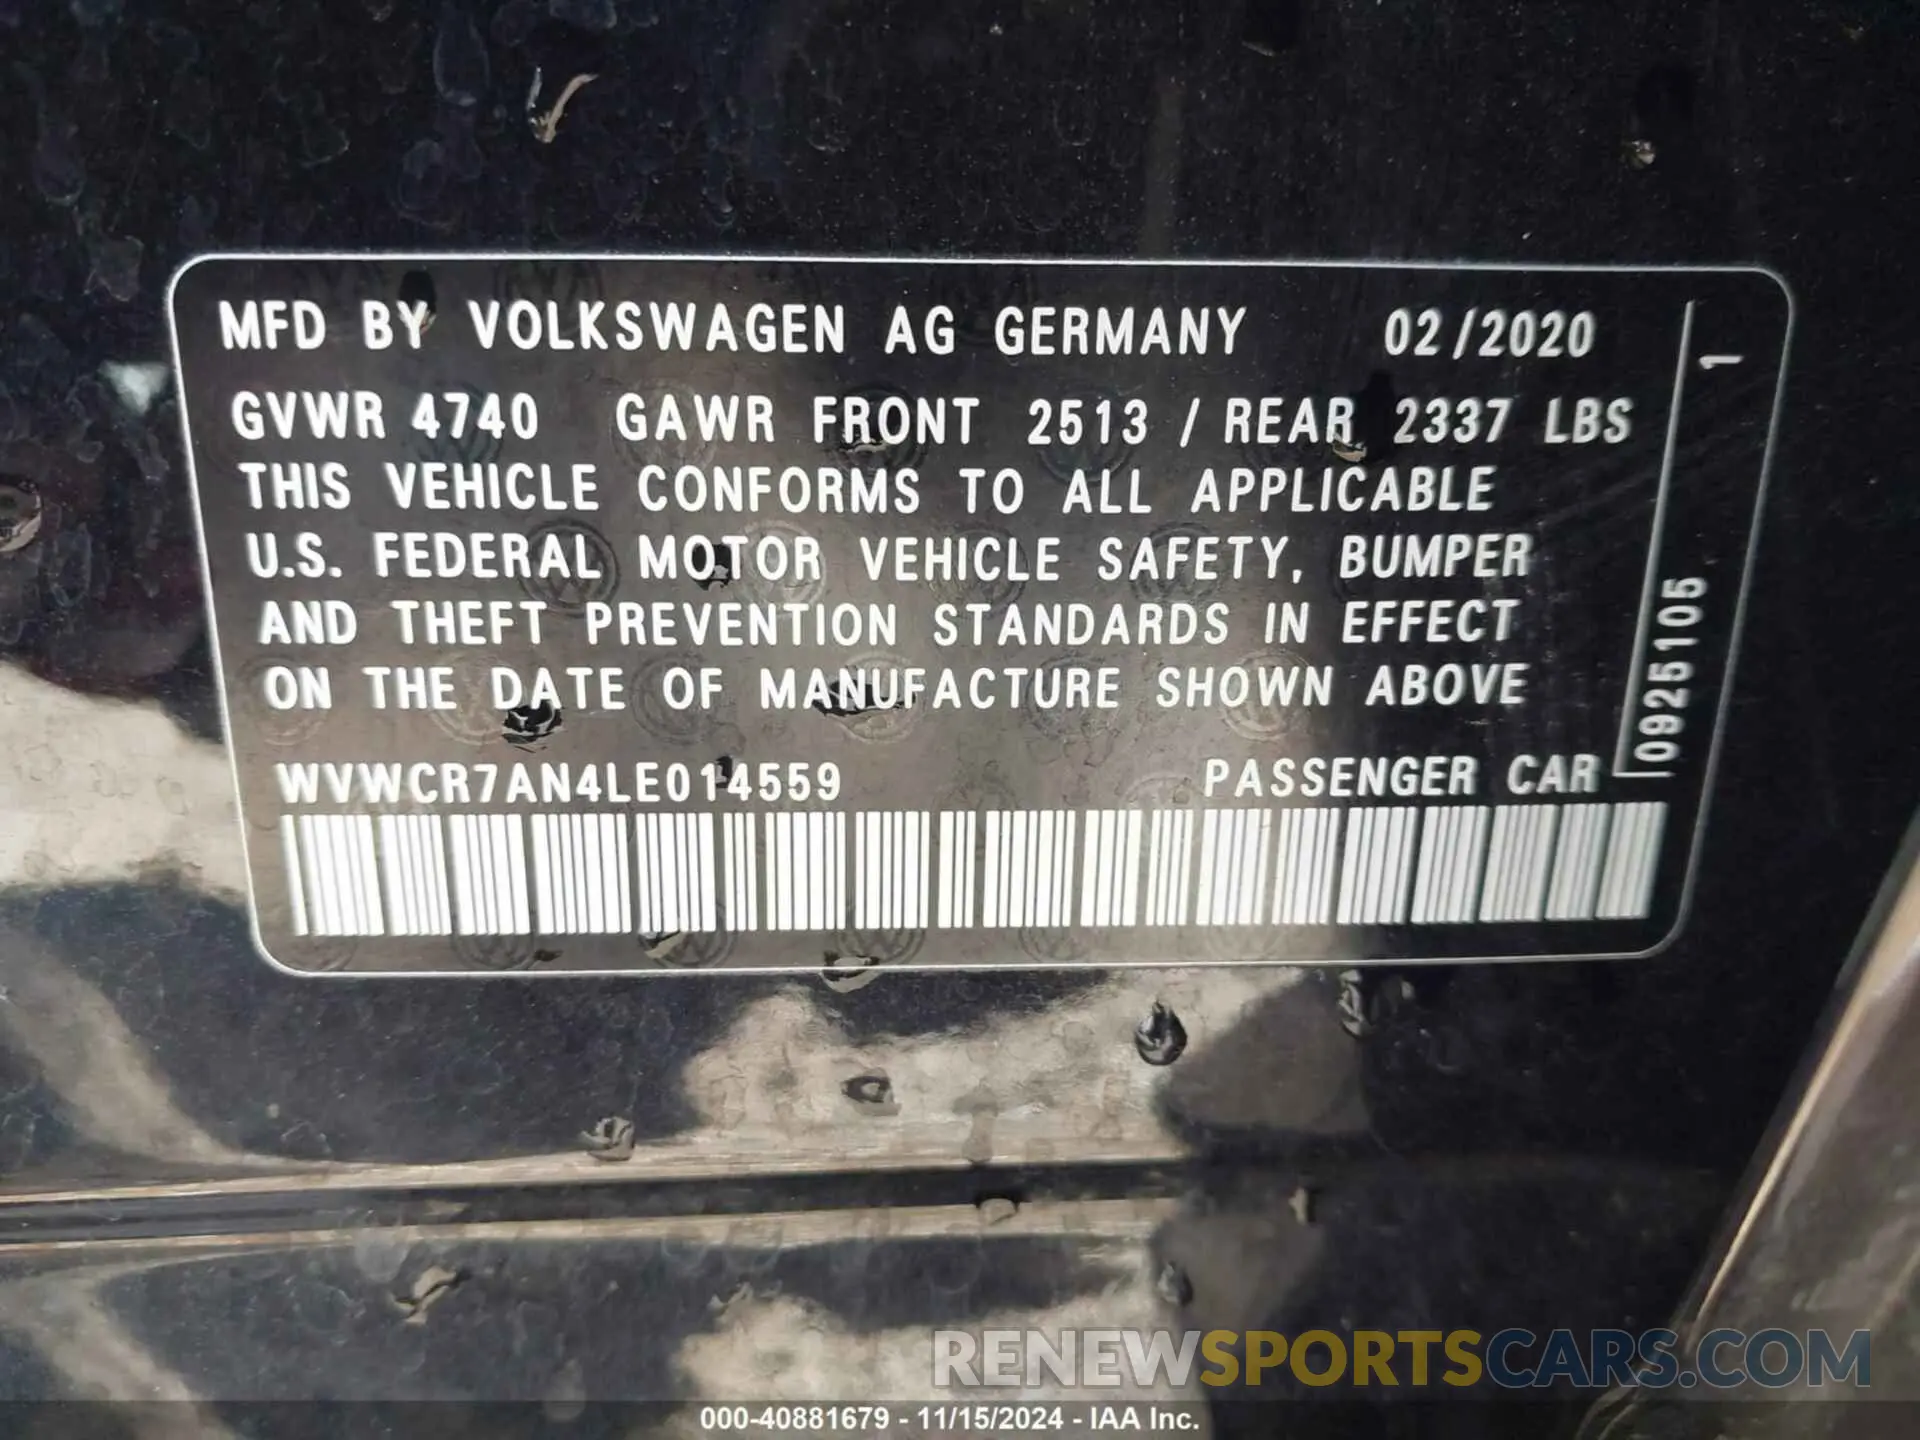 MFD BY VOLKSWAGEN AG GERMANY 02/2020
GVWR 4740 GAWR FRONT 2513 / REAR 2337 LBS
THIS VEHICLE CONFORMS TO ALL APPLICABLE
U.S. FEDERAL MOTOR VEHICLE SAFETY, BUMPER
AND THEFT PREVENTION STANDARDS IN EFFECT
ON THE DATE OF MANUFACTURE SHOWN ABOVE
WVWCR7AN4LE014559 PASSENGER CAR
0925105 1
RENEWSPORTSCARS.COM
000-40881679 - 11/15/2024 - IAA Inc.